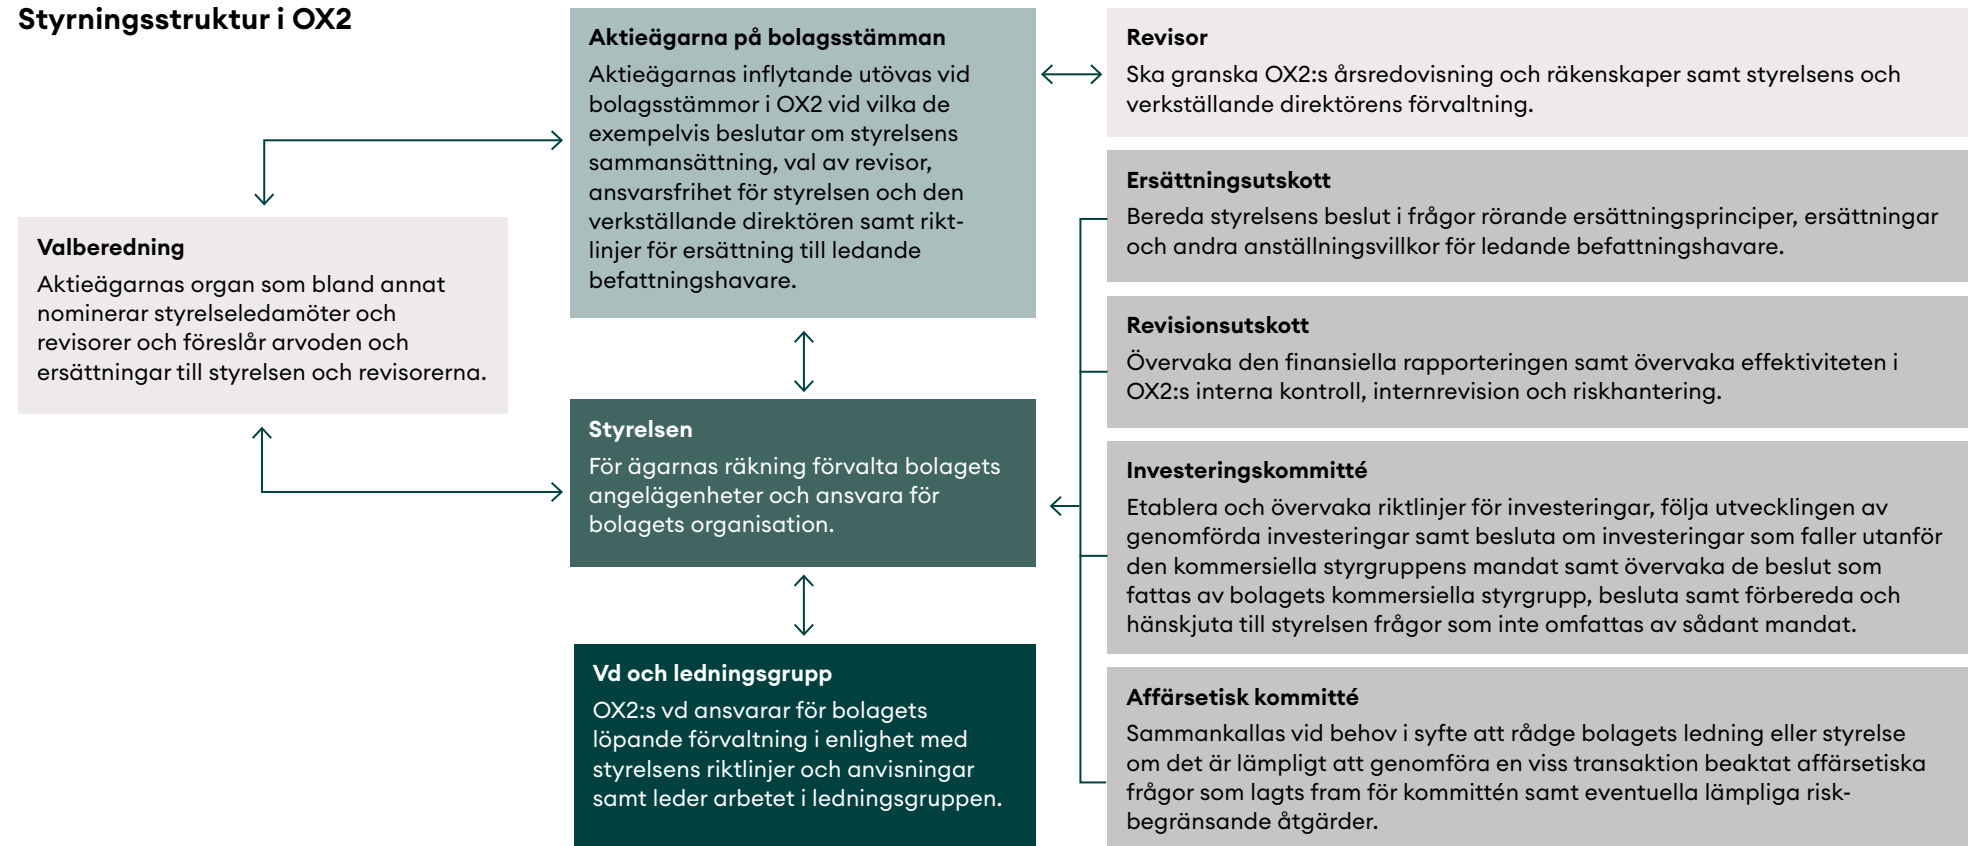 Styrningsstruktur i OX2
Valberedning
Aktieägarnas organ som bland annat
nominerar styrelseledamöter och
revisorer och föreslår arvoden och
ersättningar till styrelsen och revisorerna.
Aktieägarna på bolagsstämman
Aktieägarnas inflytande utövas vid
bolagsstämmor i OX2 vid vilka de
exempelvis beslutar om styrelsens
sammansättning, val av revisor,
ansvarsfrihet för styrelsen och den
verkställande direktören samt rikt-
linjer för ersättning till ledande
befattningshavare.
Styrelsen
För ägarnas räkning förvalta bolagets
angelägenheter och ansvara för
bolagets organisation.
Vd och ledningsgrupp
OX2:s vd ansvarar för bolagets
löpande förvaltning i enlighet med
styrelsens riktlinjer och anvisningar
samt leder arbetet i ledningsgruppen.
Revisor
Ska granska OX2:s årsredovisning och räkenskaper samt styrelsens och
verkställande direktörens förvaltning.
Ersättningsutskott
Bereda styrelsens beslut i frågor rörande ersättningsprinciper, ersättningar
och andra anställningsvillkor för ledande befattningshavare.
Revisionsutskott
Övervaka den finansiella rapporteringen samt övervaka effektiviteten i
OX2:s interna kontroll, internrevision och riskhantering.
Investeringskommitté
Etablera och övervaka riktlinjer för investeringar, följa utvecklingen av
genomförda investeringar samt besluta om investeringar som faller utanför
den kommersiella styrgruppens mandat samt övervaka de beslut som
fattas av bolagets kommersiella styrgrupp, besluta samt förbereda och
hänskjuta till styrelsen frågor som inte omfattas av sådant mandat.
Affärsetisk kommitté
Sammankallas vid behov i syfte att rådge bolagets ledning eller styrelse
om det är lämpligt att genomföra en viss transaktion beaktat affärsetiska
frågor som lagts fram för kommittén samt eventuella lämpliga risk-
begränsande åtgärder.